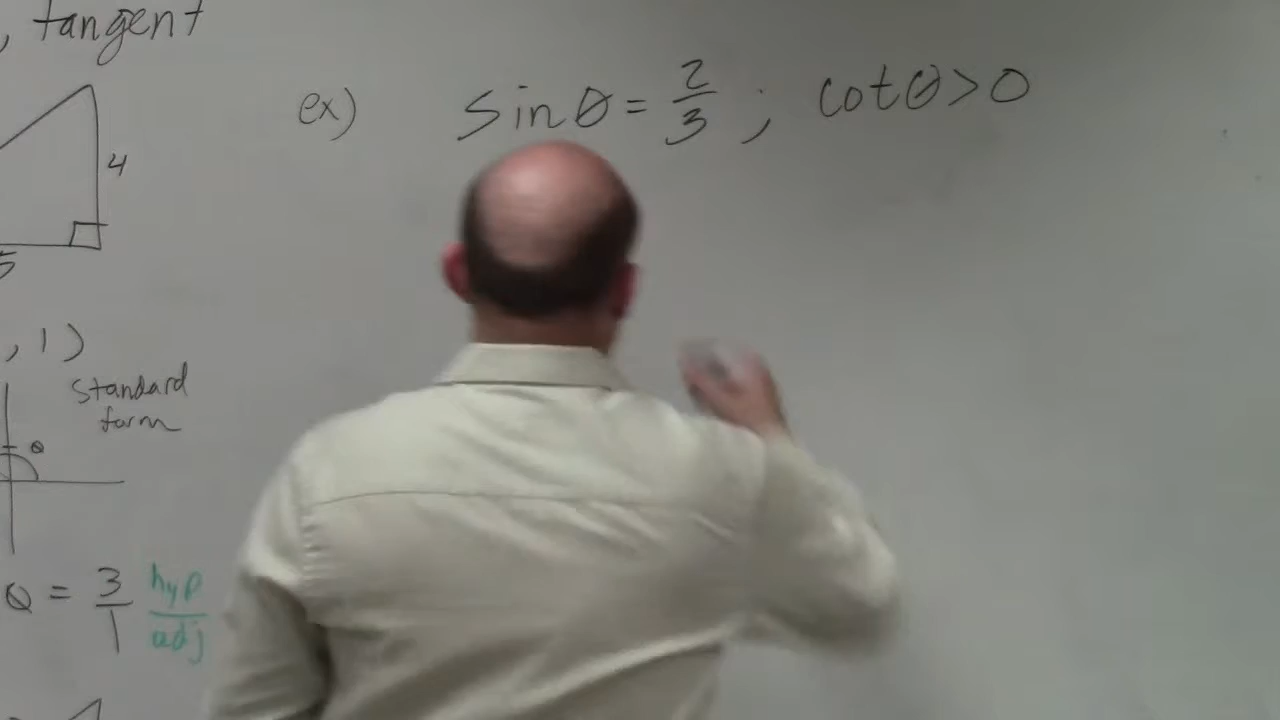 , tangent
ex) sin θ = 2/3 ; cot θ > 0
4
5
, 1)
standard
form
θ
θ = 3/1 hyp/adj